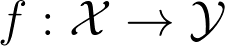 f : 𝒳 → 𝒴